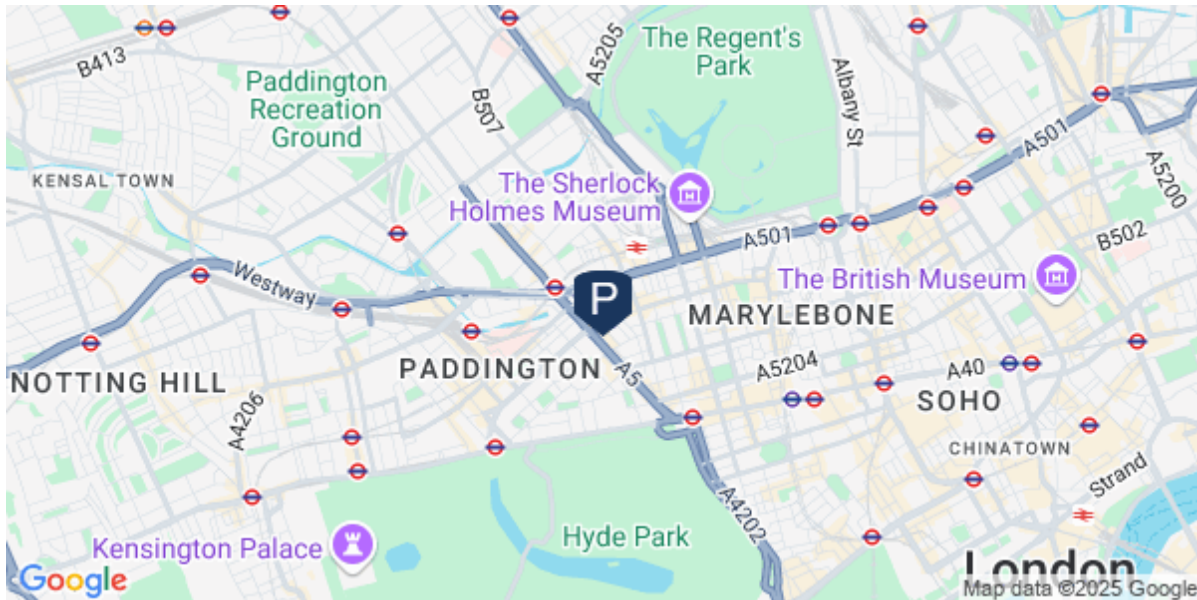 B413
A5205
The Regent's
Park
Paddington
Recreation
Ground
B507
Albany St
A501
A5200
KENSAL TOWN
The Sherlock
Holmes Museum
A501
B502
Westway
The British Museum
P
MARYLEBONE
NOTTING HILL
PADDINGTON
A5
A5204
A40
A4206
SOHO
CHINATOWN
Strand
A4202
Kensington Palace
Hyde Park
London
Google
Map data ©2025 Google